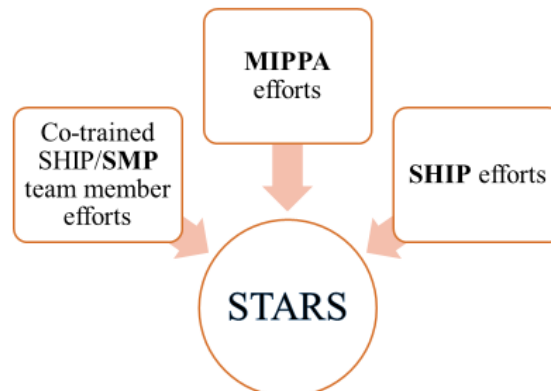 MIPPA
efforts
Co-trained
SHIP/SMP
team member
efforts
SHIP efforts
STARS